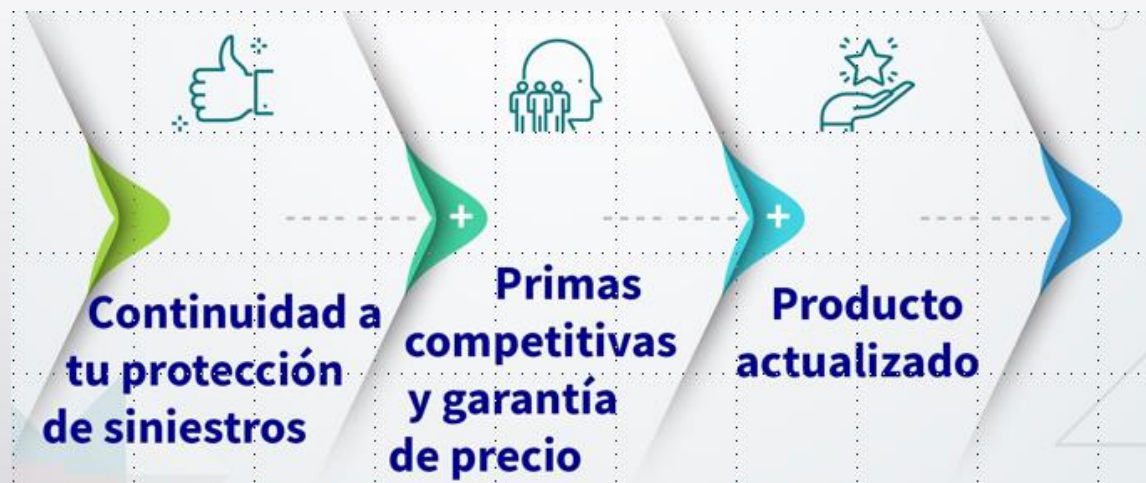 Continuidad a
tu protección
de siniestros
+
Primas
competitivas
y garantía
de precio
+
Producto
actualizado